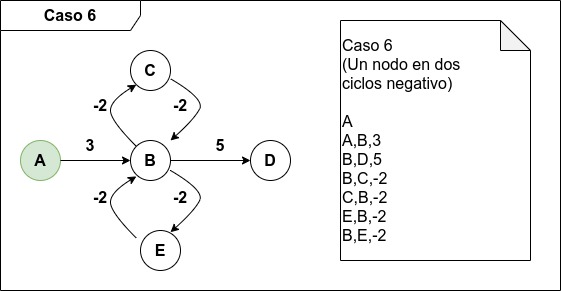 Caso 6
C
-2
-2
A
3
B
5
D
-2
-2
E
Caso 6
(Un nodo en dos
ciclos negativo)
A
A,B,3
B,D,5
B,C,-2
C,B,-2
E,B,-2
B,E,-2